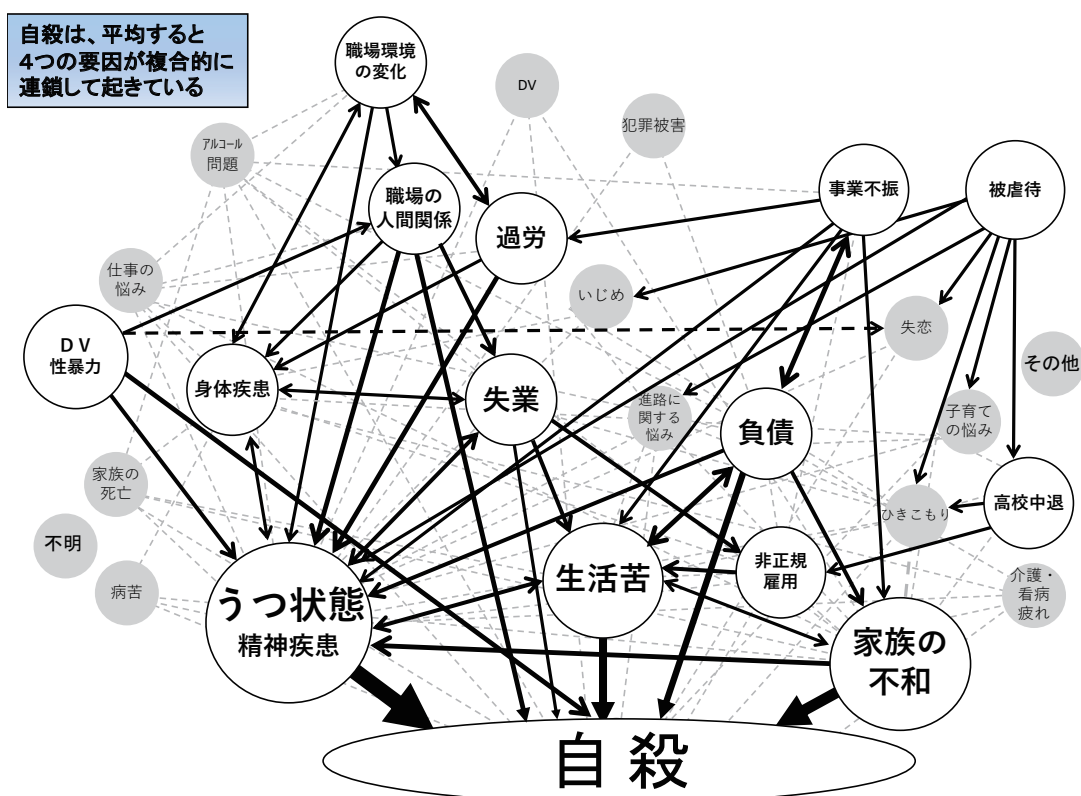 自殺は、平均すると
4つの要因が複合的に
連鎖して起きている
職場環境
の変化
DV
犯罪被害
アルコール
問題
職場の
人間関係
過労
事業不振
被虐待
仕事の
悩み
いじめ
失恋
その他
DV
性暴力
身体疾患
失業
進路に
関する
悩み
負債
子育て
の悩み
家族の
死亡
高校中退
ひきこもり
不明
病苦
うつ状態
精神疾患
生活苦
非正規
雇用
介護・
看病
疲れ
家族の
不和
自殺